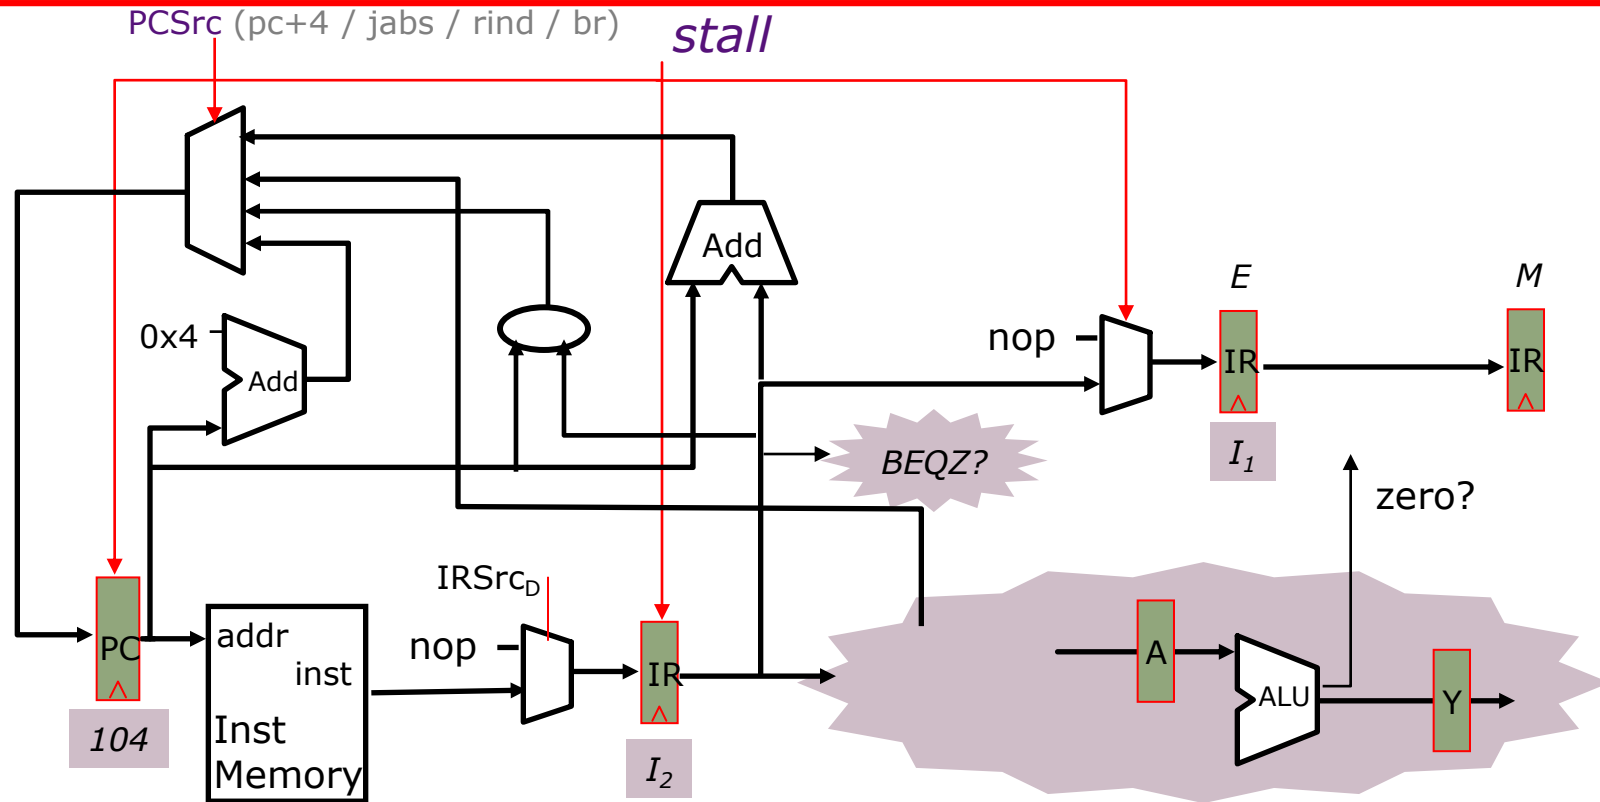 PCSrc (pc+4 / jabs / rind / br)
stall
Add
E
M
0x4
Add
nop
IR
IR
BEQZ?
I1
zero?
IRSrcD
PC
addr
inst
nop
IR
A
ALU
Y
Inst
Memory
104
I2